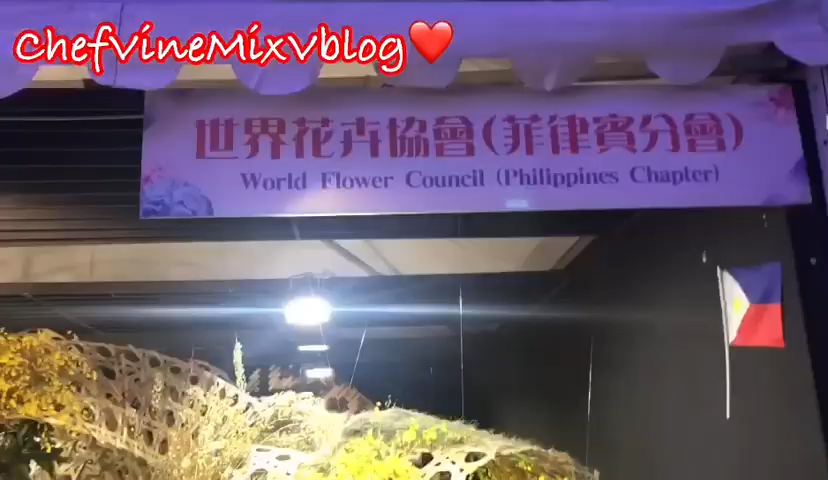 ChefVineMixVblog❤️
世界花卉協會(菲律賓分會)
World Flower Council (Philippines Chapter)